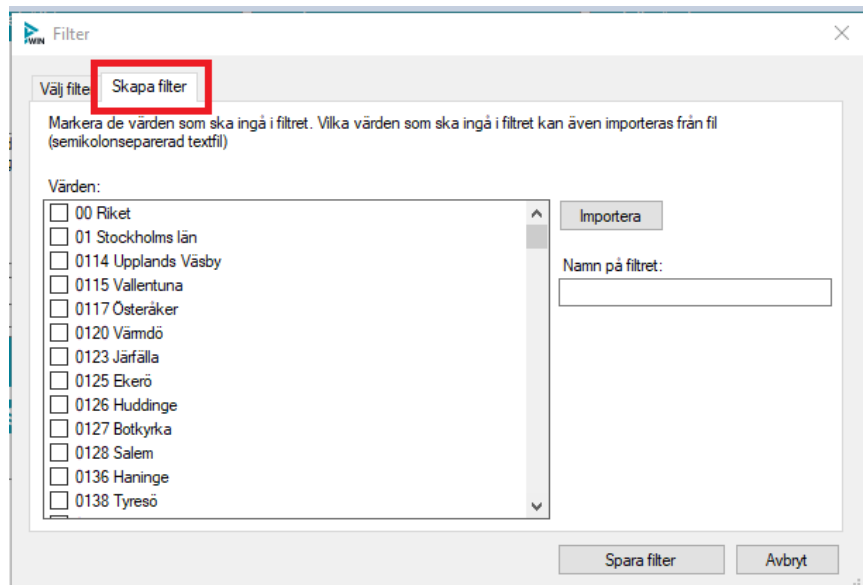 WIN Filter
Välj filte Skapa filter
Markera de värden som ska ingå i filtret. Vilka värden som ska ingå i filtret kan även importeras från fil
(semikolonseparerad textfil)
Värden:
00 Riket
Importera
01 Stockholms län
0114 Upplands Väsby
Namn på filtret:
0115 Vallentuna
0117 Österåker
0120 Värmdö
0123 Järfälla
0125 Ekerö
0126 Huddinge
0127 Botkyrka
0128 Salem
0136 Haninge
0138 Tyresö
Spara filter Avbryt